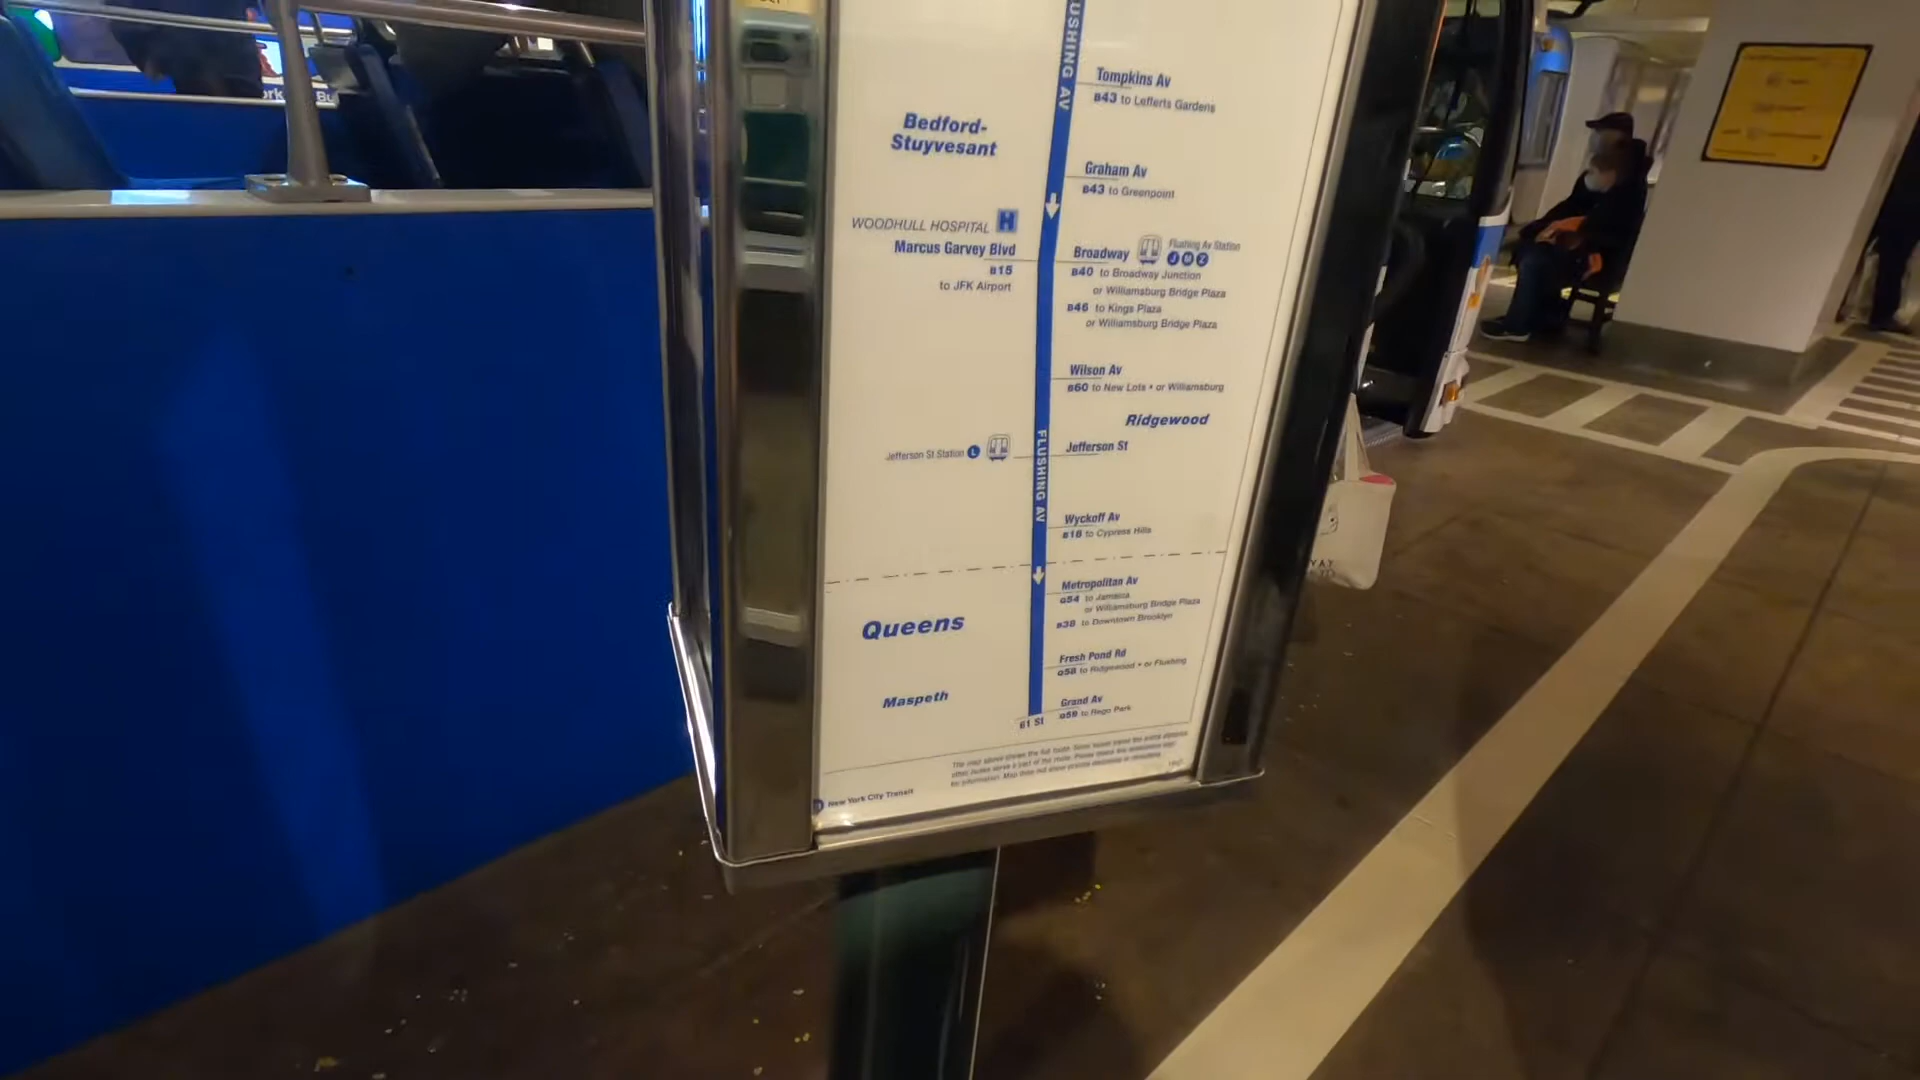 ork
Bu
USHING AV
Tompkins Av
B43 to Lefferts Gardens
Bedford-
Stuyvesant
Graham Av
B43 to Greenpoint
WOODHULL HOSPITAL H
Marcus Garvey Blvd
B15
to JFK Airport
Broadway
Flushing Av Station
J M Z
B40 to Broadway Junction
or Williamsburg Bridge Plaza
B46 to Kings Plaza
or Williamsburg Bridge Plaza
Wilson Av
B60 to New Lots • or Williamsburg
Ridgewood
Jefferson St Station L
Jefferson St
FLUSHING AV
Wyckoff Av
to Cypress Hills
Metropolitan Av
Q54 to Jamaica
or Williamsburg Bridge Plaza
B38 to Downtown Brooklyn
Queens
Fresh Pond Rd
Q58 to Ridgewood • or Flushing
Maspeth
Grand Av
to Rego Park
61 St
New York City Transit